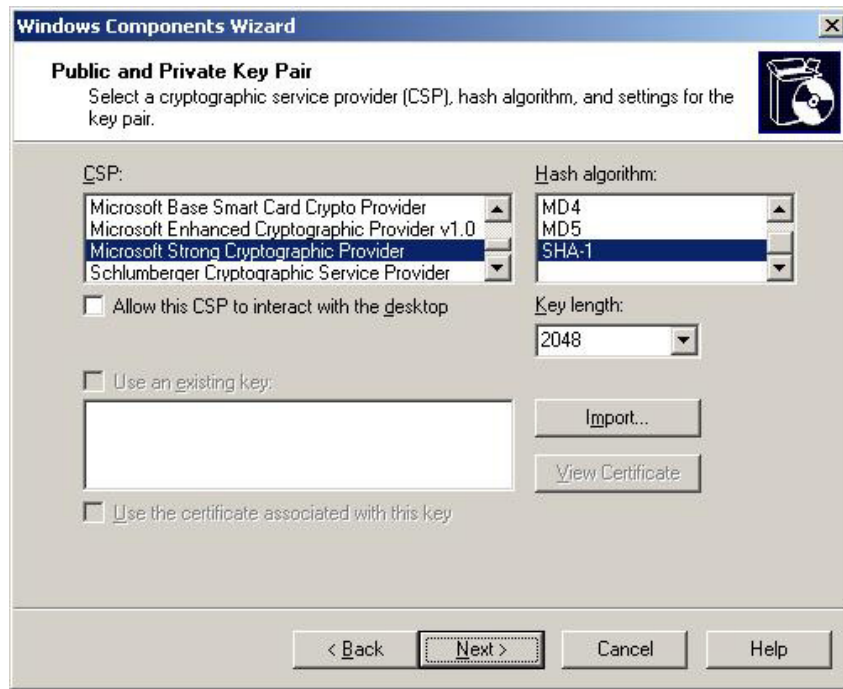 Windows Components Wizard
Public and Private Key Pair
Select a cryptographic service provider (CSP), hash algorithm, and settings for the
key pair.
CSP:
Microsoft Base Smart Card Crypto Provider
Microsoft Enhanced Cryptographic Provider v1.0
Microsoft Strong Cryptographic Provider
Schlumberger Cryptographic Service Provider
Allow this CSP to interact with the desktop
Hash algorithm:
MD4
MD5
SHA-1
Key length:
2048
Use an existing key:
Import...
View Certificate
Use the certificate associated with this key
< Back
Next >
Cancel
Help